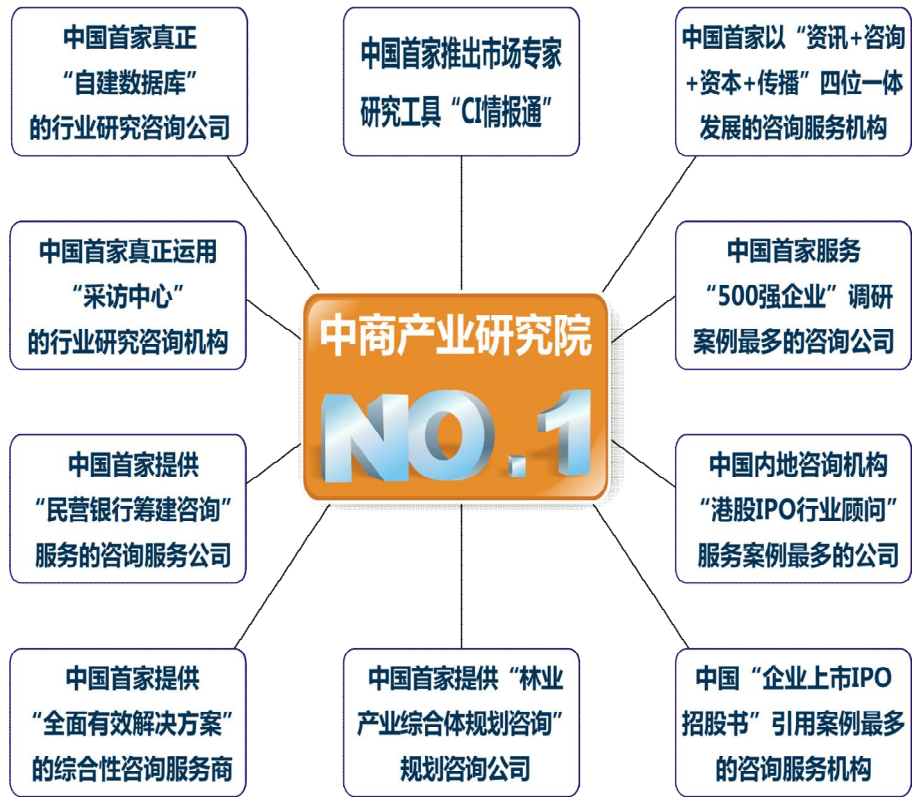 中国首家真正
“自建数据库”
的行业研究咨询公司
中国首家推出市场专家
研究工具“CI情报通”
中国首家以“资讯+咨询
+资本+传播”四位一体
发展的咨询服务机构
中国首家真正运用
“采访中心”
的行业研究咨询机构
中国首家服务
“500强企业”调研
案例最多的咨询公司
中商产业研究院
NO.1
中国首家提供
“民营银行筹建咨询”
服务的咨询服务公司
中国内地咨询机构
“港股IPO行业顾问”
服务案例最多的公司
中国首家提供
“全面有效解决方案”
的综合性咨询服务商
中国首家提供“林业
产业综合体规划咨询”
规划咨询公司
中国“企业上市IPO
招股书”引用案例最多
的咨询服务机构